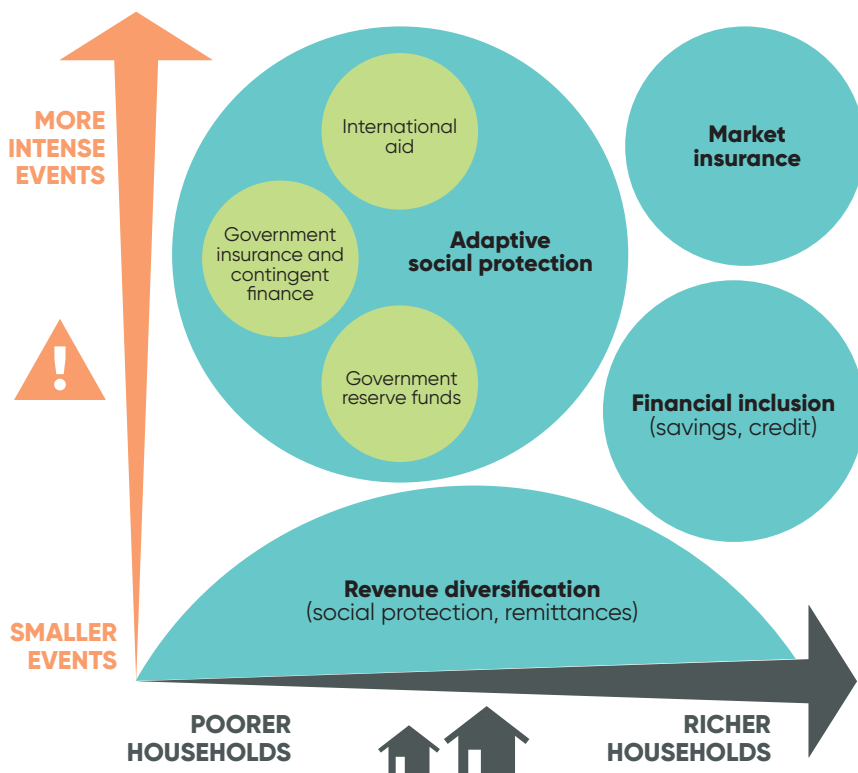 MORE
INTENSE
EVENTS
International
aid
Market
insurance
Government
insurance and
contingent
finance
Adaptive
social protection
!
Government
reserve funds
Financial inclusion
(savings, credit)
Revenue diversification
(social protection, remittances)
SMALLER
EVENTS
POORER
HOUSEHOLDS
RICHER
HOUSEHOLDS